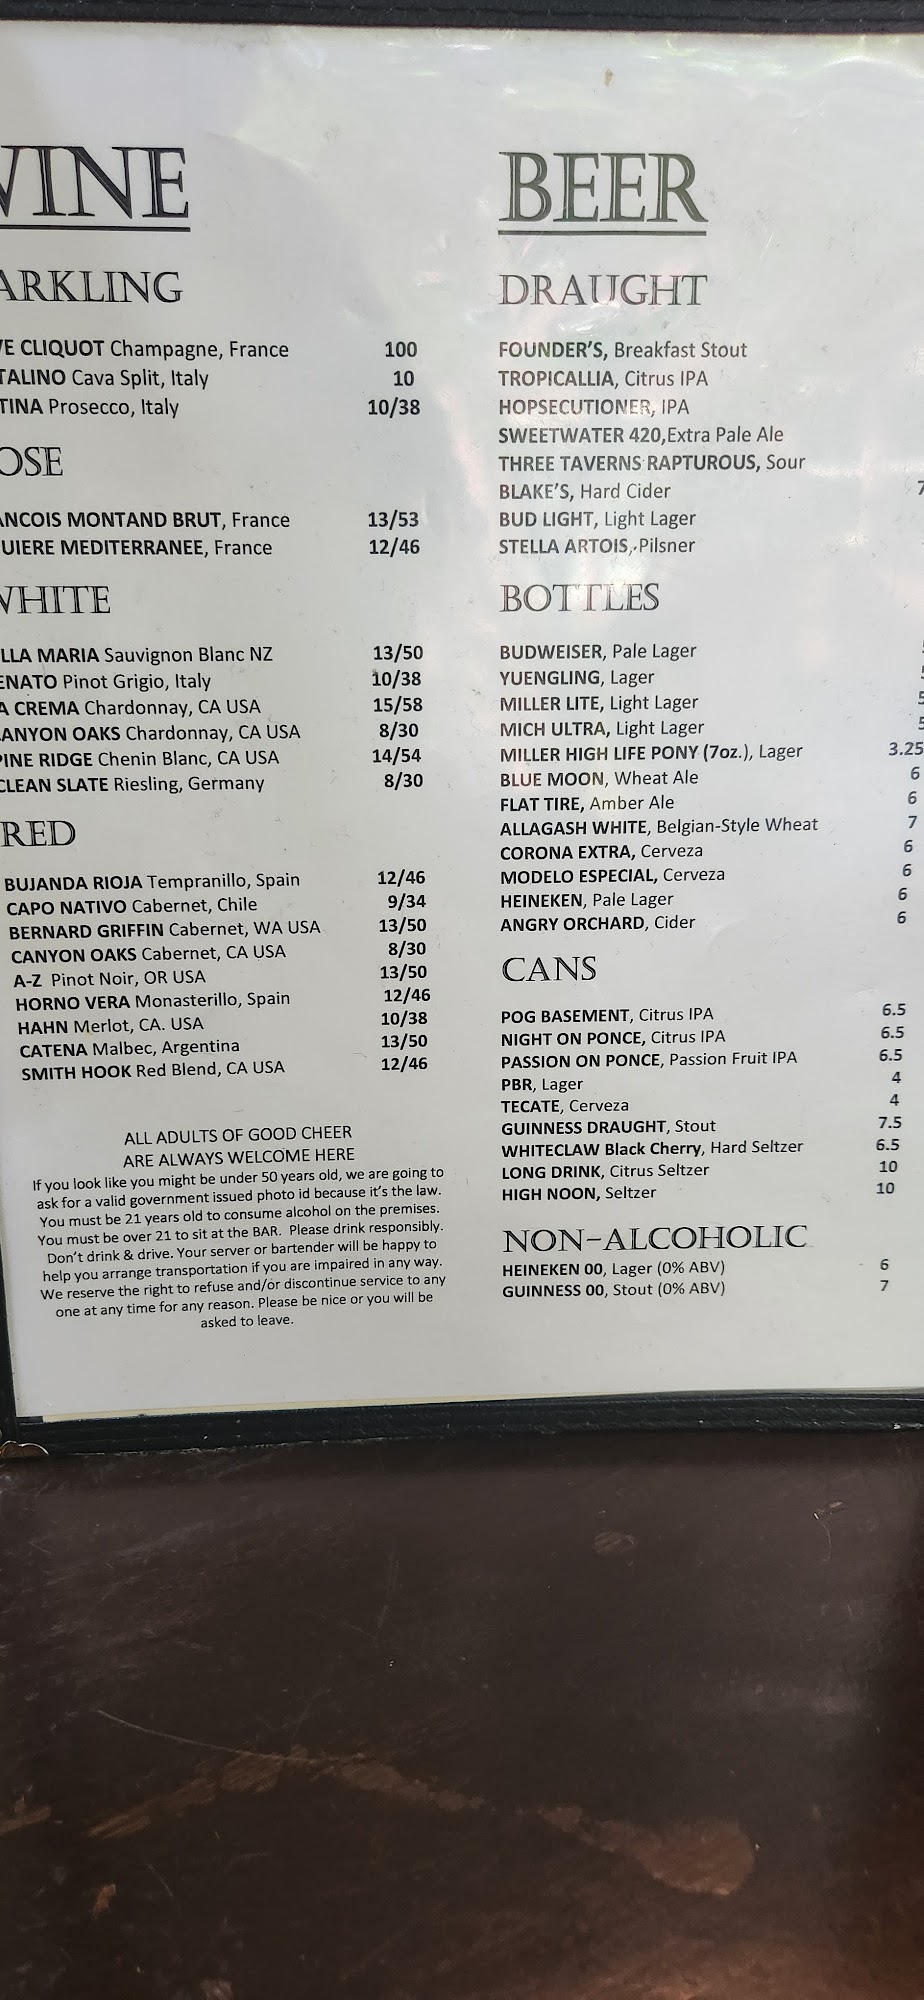 WINE
SPARKLING
CLIQUOT Champagne, France 100
Cava Split, Italy 10
Prosecco, Italy 10/38
ROSE
MONTAND BRUT, France 13/53
MEDITERRANEE, France 12/46
WHITE
MARIA Sauvignon Blanc NZ 13/50
Pinot Grigio, Italy 10/38
CREMA Chardonnay, CA USA 15/58
CANYON OAKS Chardonnay, CA USA 8/30
PINE RIDGE Chenin Blanc, CA USA 14/54
CLEAN SLATE Riesling, Germany 8/30
RED
BUJANDA RIOJA Tempranillo, Spain 12/46
CAPO NATIVO Cabernet, Chile 9/34
BERNARD GRIFFIN Cabernet, WA USA 13/50
CANYON OAKS Cabernet, CA USA 8/30
A-Z Pinot Noir, OR USA 13/50
HORNO VERA Monasterillo, Spain 12/46
HAHN Merlot, CA. USA 10/38
CATENA Malbec, Argentina 13/50
SMITH HOOK Red Blend, CA USA 12/46
ALL ADULTS OF GOOD CHEER
ARE ALWAYS WELCOME HERE
If you look like you might be under 50 years old, we are going to
ask for a valid government issued photo id because it's the law.
You must be 21 years old to consume alcohol on the premises.
You must be over 21 to sit at the BAR. Please drink responsibly.
Don't drink & drive. Your server or bartender will be happy to
help you arrange transportation if you are impaired in any way.
We reserve the right to refuse and/or discontinue service to any
one at any time for any reason. Please be nice or you will be
asked to leave.
BEER
DRAUGHT
FOUNDER'S, Breakfast Stout
TROPICALLIA, Citrus IPA
HOPSECUTIONER, IPA
SWEETWATER 420,Extra Pale Ale
THREE TAVERNS RAPTUROUS, Sour
BLAKE'S, Hard Cider
BUD LIGHT, Light Lager
STELLA ARTOIS, Pilsner
BOTTLES
BUDWEISER, Pale Lager
YUENGLING, Lager
MILLER LITE, Light Lager
MICH ULTRA, Light Lager
MILLER HIGH LIFE PONY (7oz.), Lager 3.25
BLUE MOON, Wheat Ale 6
FLAT TIRE, Amber Ale 6
ALLAGASH WHITE, Belgian-Style Wheat 7
CORONA EXTRA, Cerveza 6
MODELO ESPECIAL, Cerveza 6
HEINEKEN, Pale Lager 6
ANGRY ORCHARD, Cider 6
CANS
POG BASEMENT, Citrus IPA 6.5
NIGHT ON PONCE, Citrus IPA 6.5
PASSION ON PONCE, Passion Fruit IPA 6.5
PBR, Lager 4
TECATE, Cerveza 4
GUINNESS DRAUGHT, Stout 7.5
WHITECLAW Black Cherry, Hard Seltzer 6.5
LONG DRINK, Citrus Seltzer 10
HIGH NOON, Seltzer 10
NON-ALCOHOLIC
HEINEKEN 00, Lager (0% ABV) 6
GUINNESS 00, Stout (0% ABV) 7